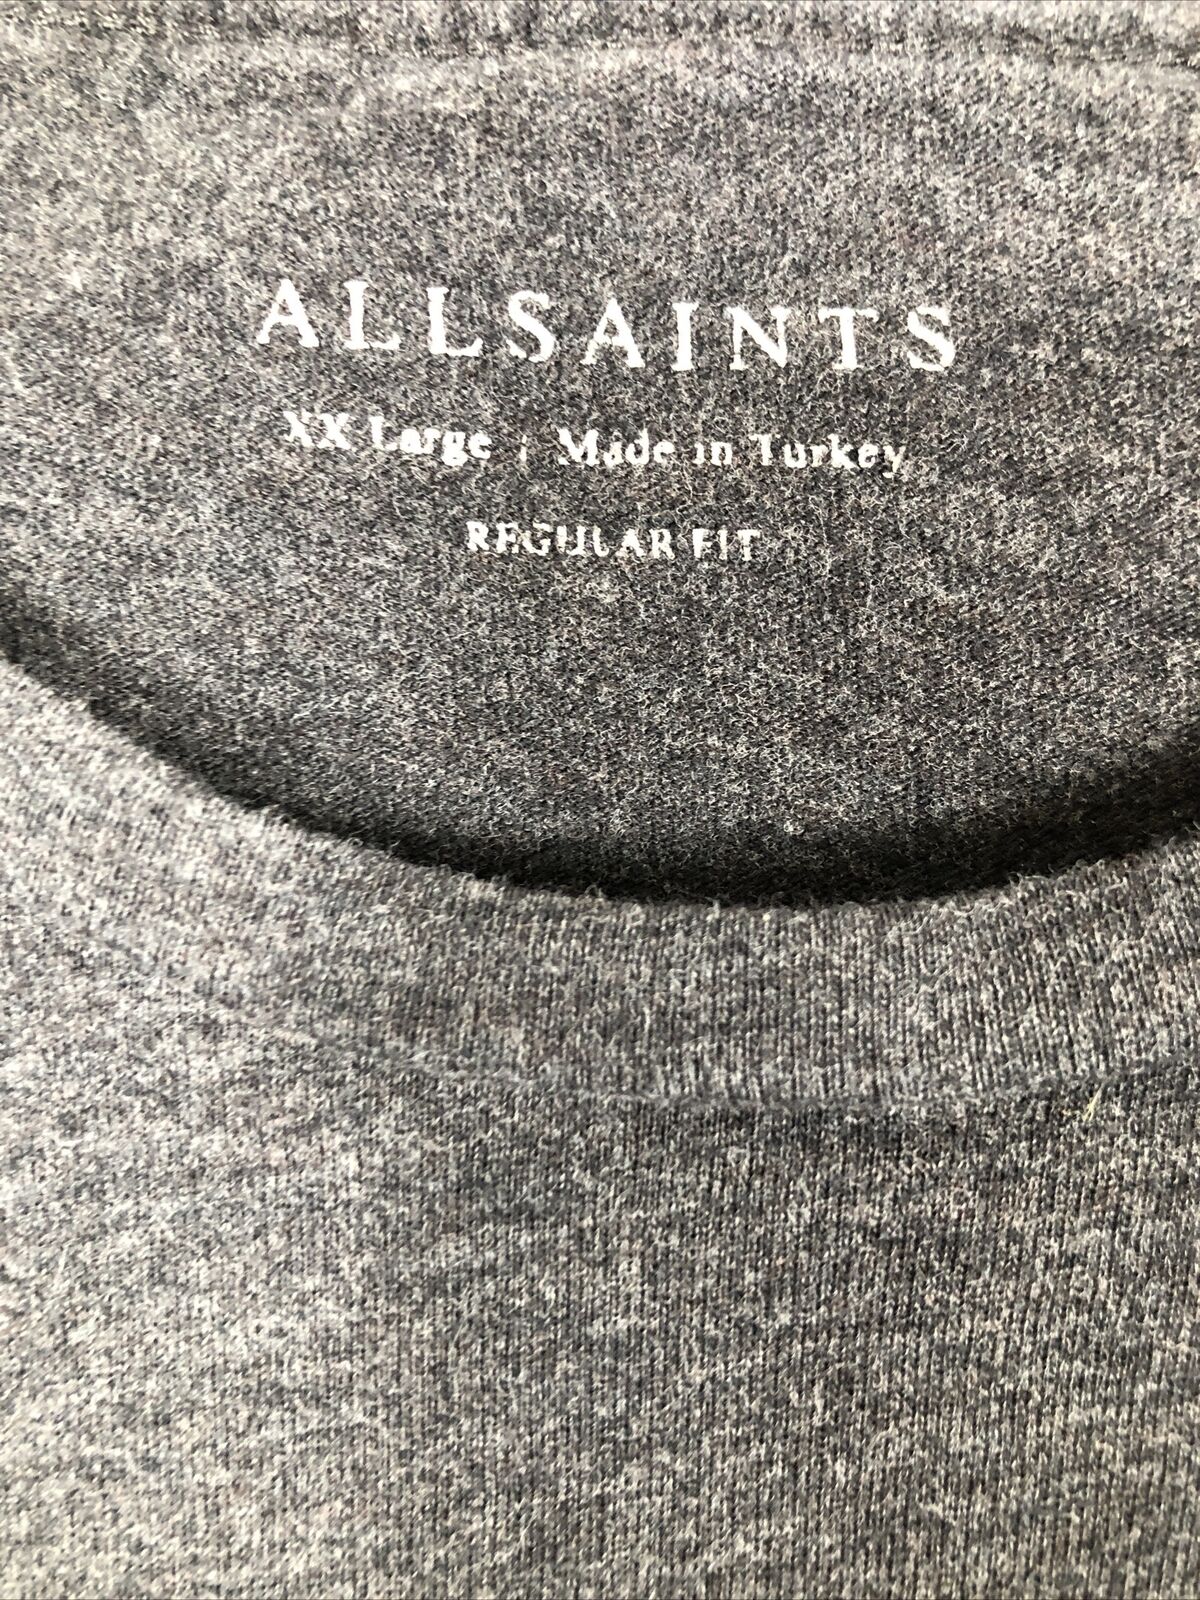 ALLSAINTS
XX Large | Made in Turkey
REGULAR FIT